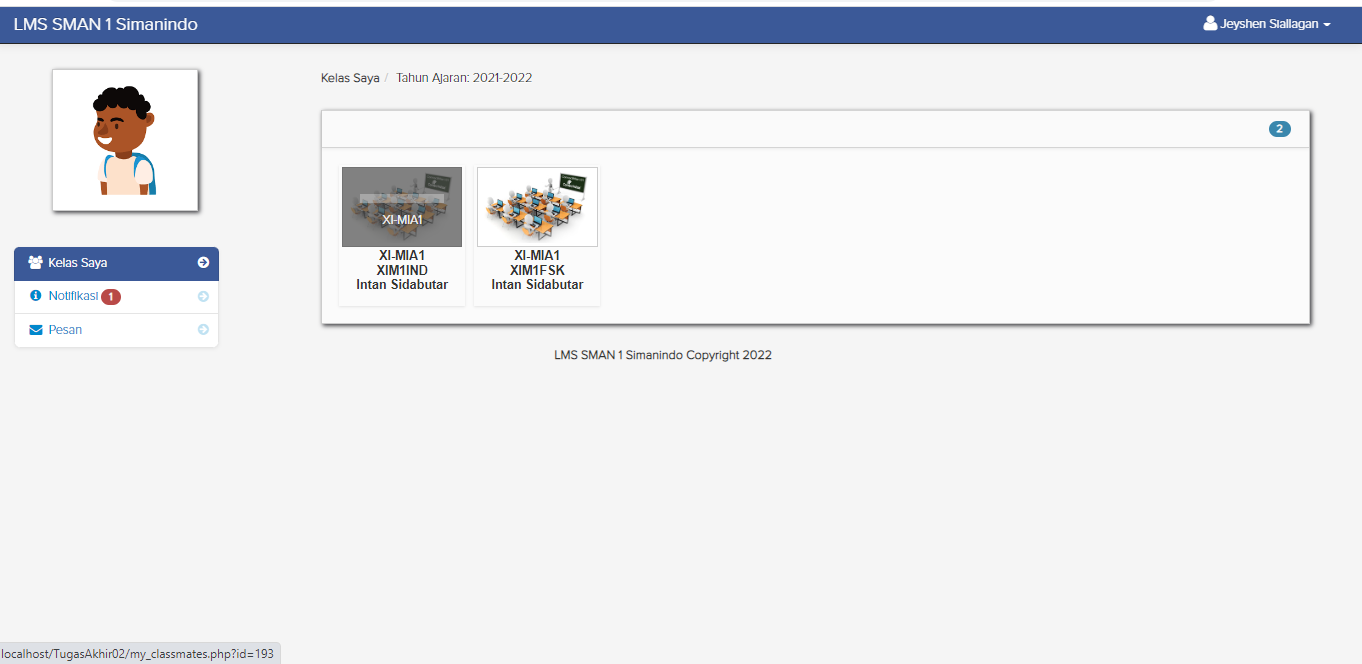 LMS SMAN 1 Simanindo
Jeyshen Siallagan
Kelas Saya / Tahun Ajaran: 2021-2022
2
Kelas Saya
Notifikasi 1
Pesan
XI-MIA1
XI-MIA1
XIM1IND
Intan Sidabutar
XI-MIA1
XIM1FSK
Intan Sidabutar
LMS SMAN 1 Simanindo Copyright 2022
localhost/TugasAkhir02/my_classmates.php?id=193